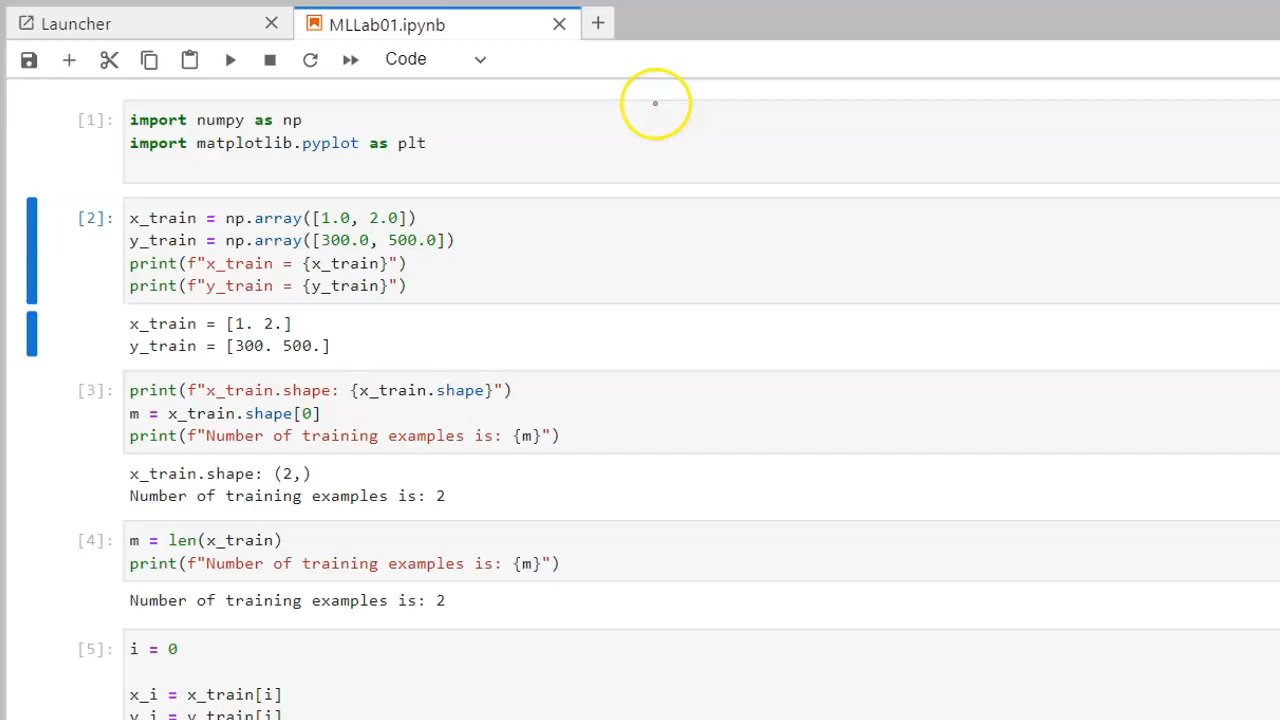 Launcher
MLLab01.ipynb
Code
[1]:
import numpy as np
import matplotlib.pyplot as plt
[2]:
x_train = np.array([1.0, 2.0])
y_train = np.array([300.0, 500.0])
print(f"x_train = {x_train}")
print(f"y_train = {y_train}")
x_train = [1. 2.]
y_train = [300. 500.]
[3]:
print(f"x_train.shape: {x_train.shape}")
m = x_train.shape[0]
print(f"Number of training examples is: {m}")
x_train.shape: (2,)
Number of training examples is: 2
[4]:
m = len(x_train)
print(f"Number of training examples is: {m}")
Number of training examples is: 2
[5]:
i = 0
x_i = x_train[i]
y_i = y_train[i]